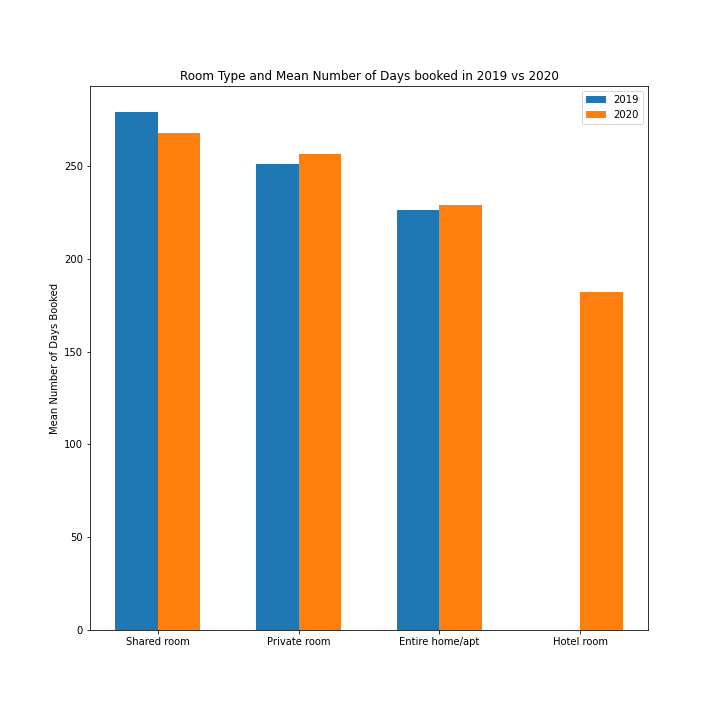 Room Type and Mean Number of Days booked in 2019 vs 2020
2019
2020
Mean Number of Days Booked
250
200
150
100
50
0
Shared room
Private room
Entire home/apt
Hotel room